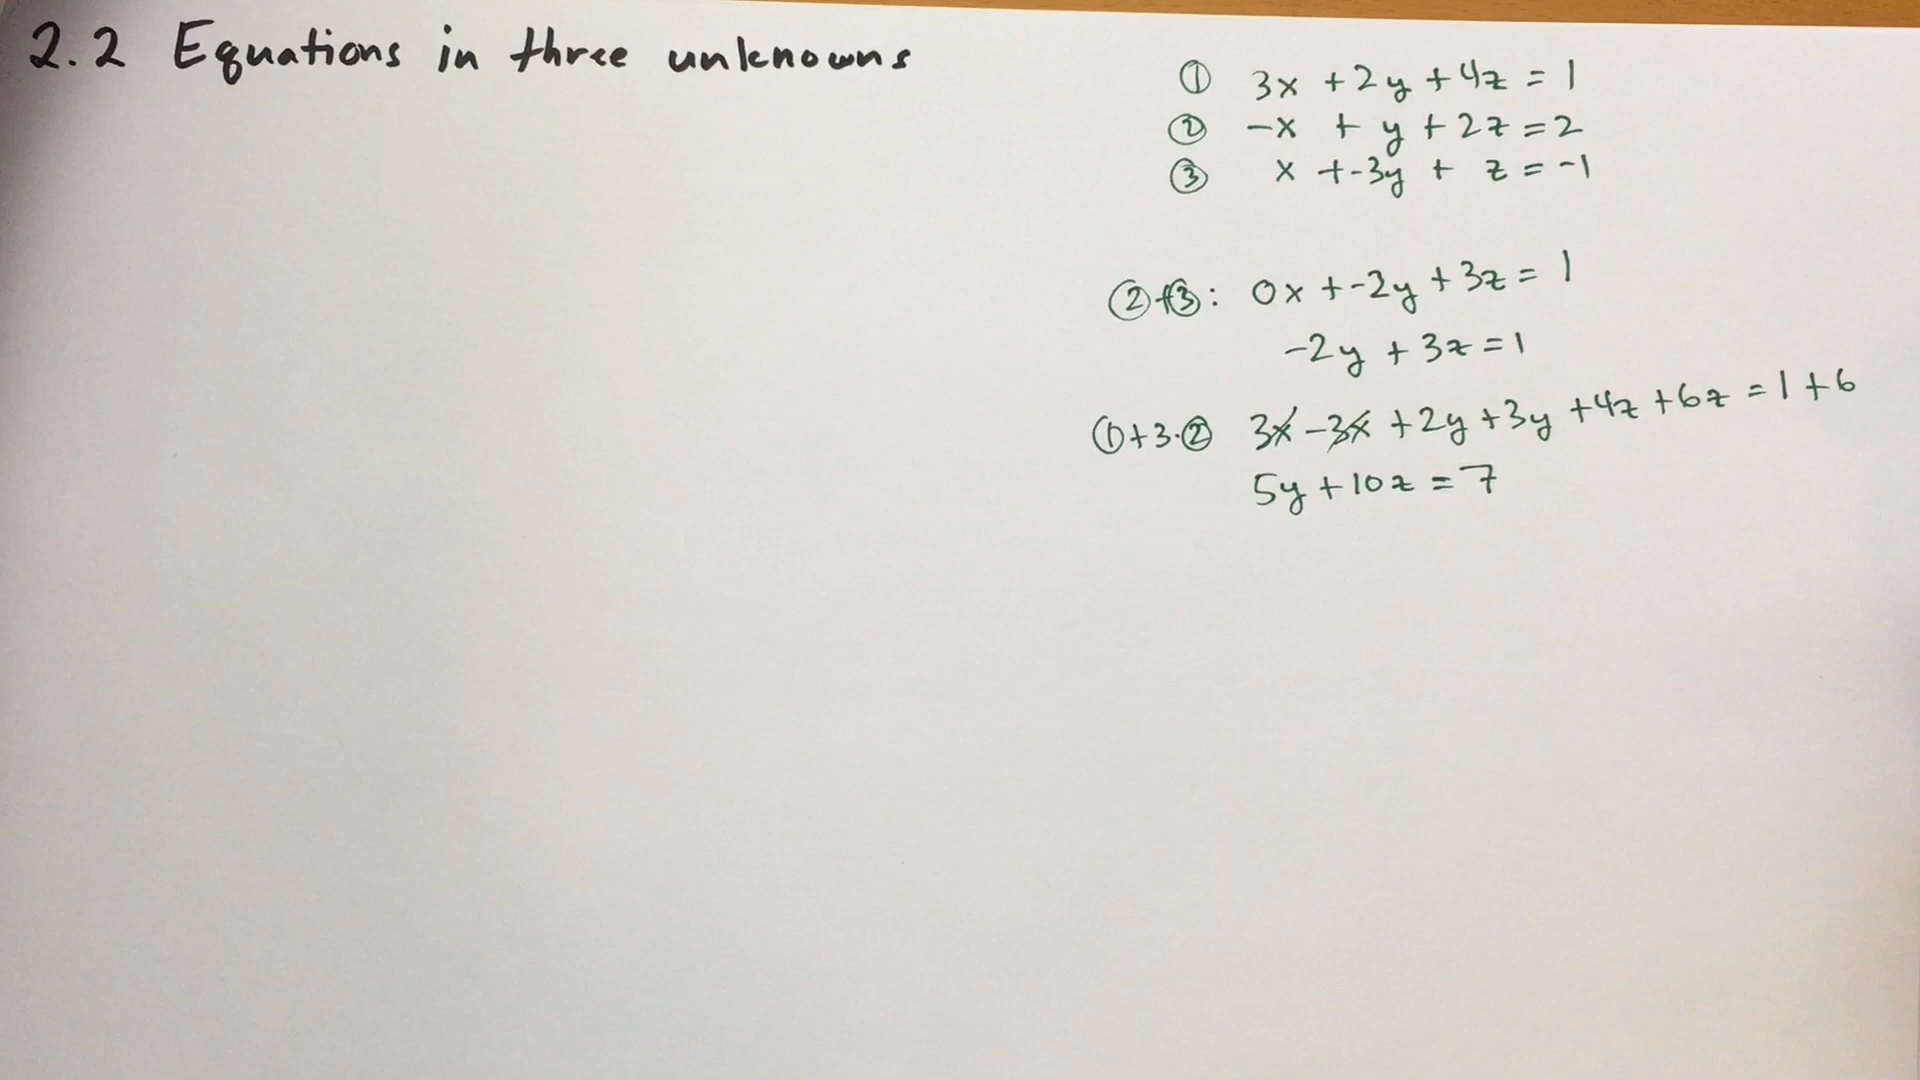 2.2 Equations in three unknowns
① 3x + 2y + 4z = 1
② -x + y + 2z = 2
③ x + -3y + z = -1
② + ③ : 0x + -2y + 3z = 1
-2y + 3z = 1
① + 3·② 3x - 3x + 2y + 3y + 4z + 6z = 1 + 6
5y + 10z = 7